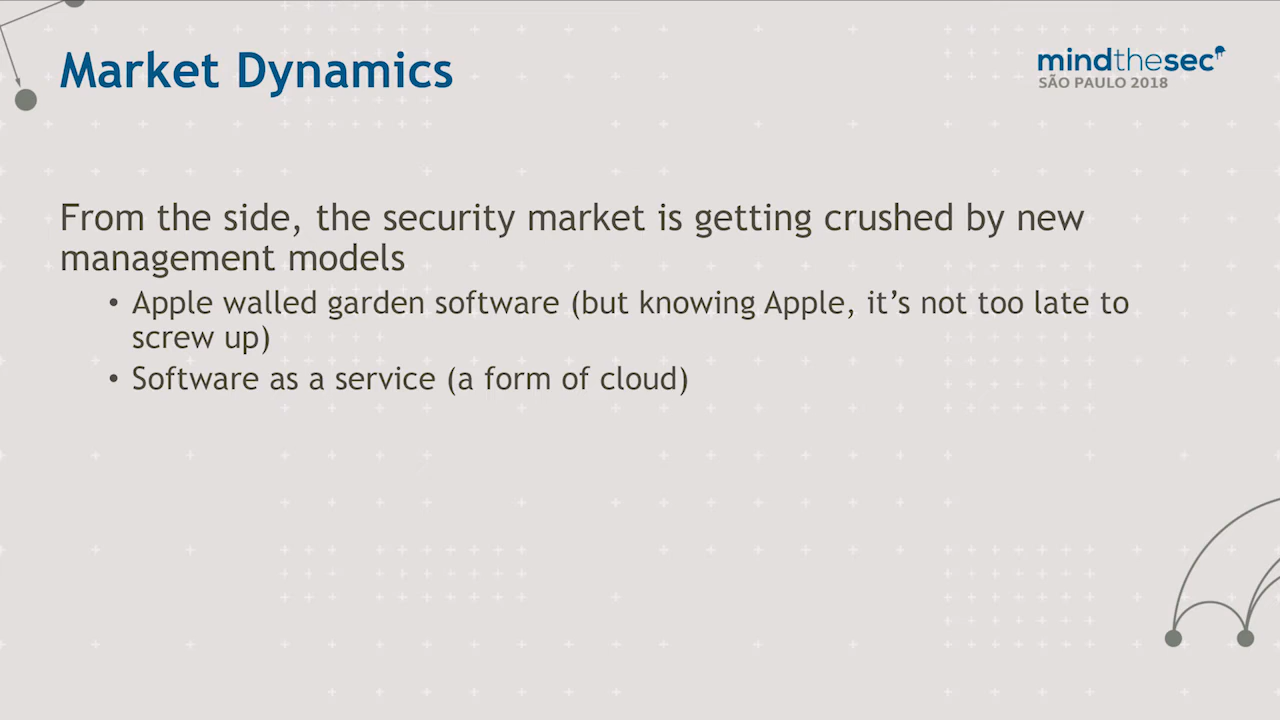 Market Dynamics
mindthesec
SÃO PAULO 2018
From the side, the security market is getting crushed by new
management models
• Apple walled garden software (but knowing Apple, it’s not too late to
screw up)
• Software as a service (a form of cloud)